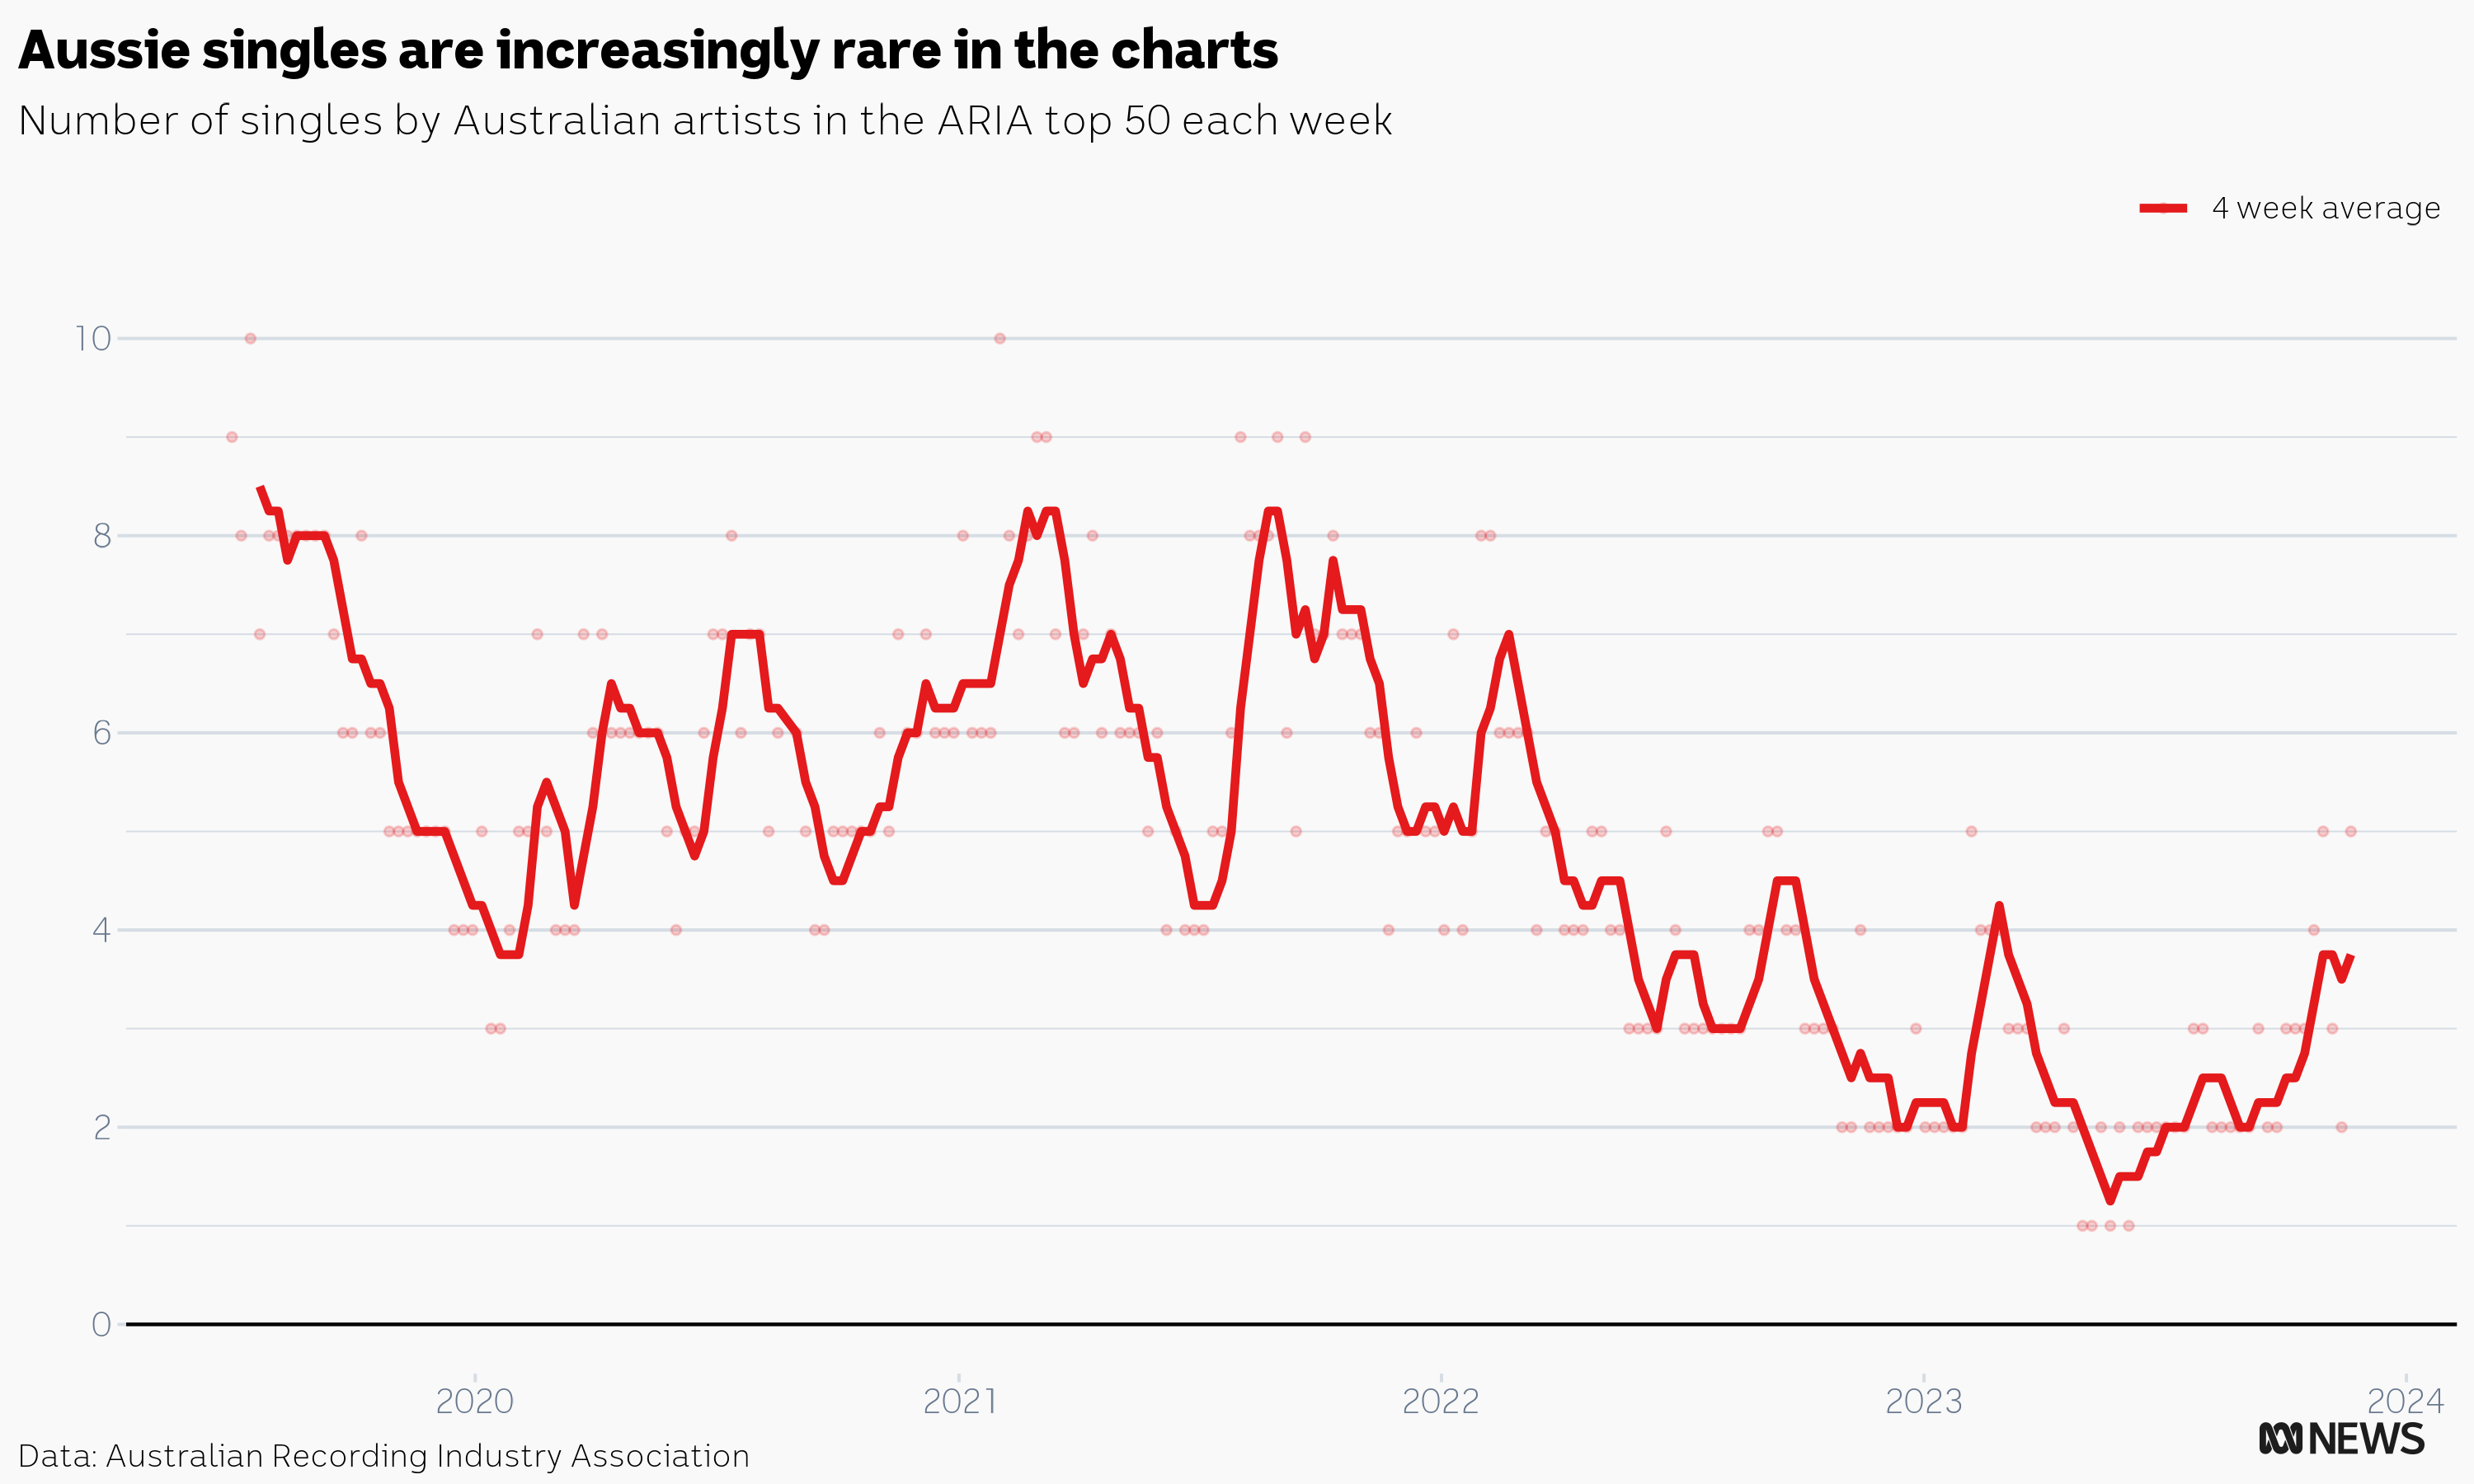 Aussie singles are increasingly rare in the charts
Number of singles by Australian artists in the ARIA top 50 each week
4 week average
10
8
6
4
2
0
2020 2021 2022 2023 2024
Data: Australian Recording Industry Association
NEWS